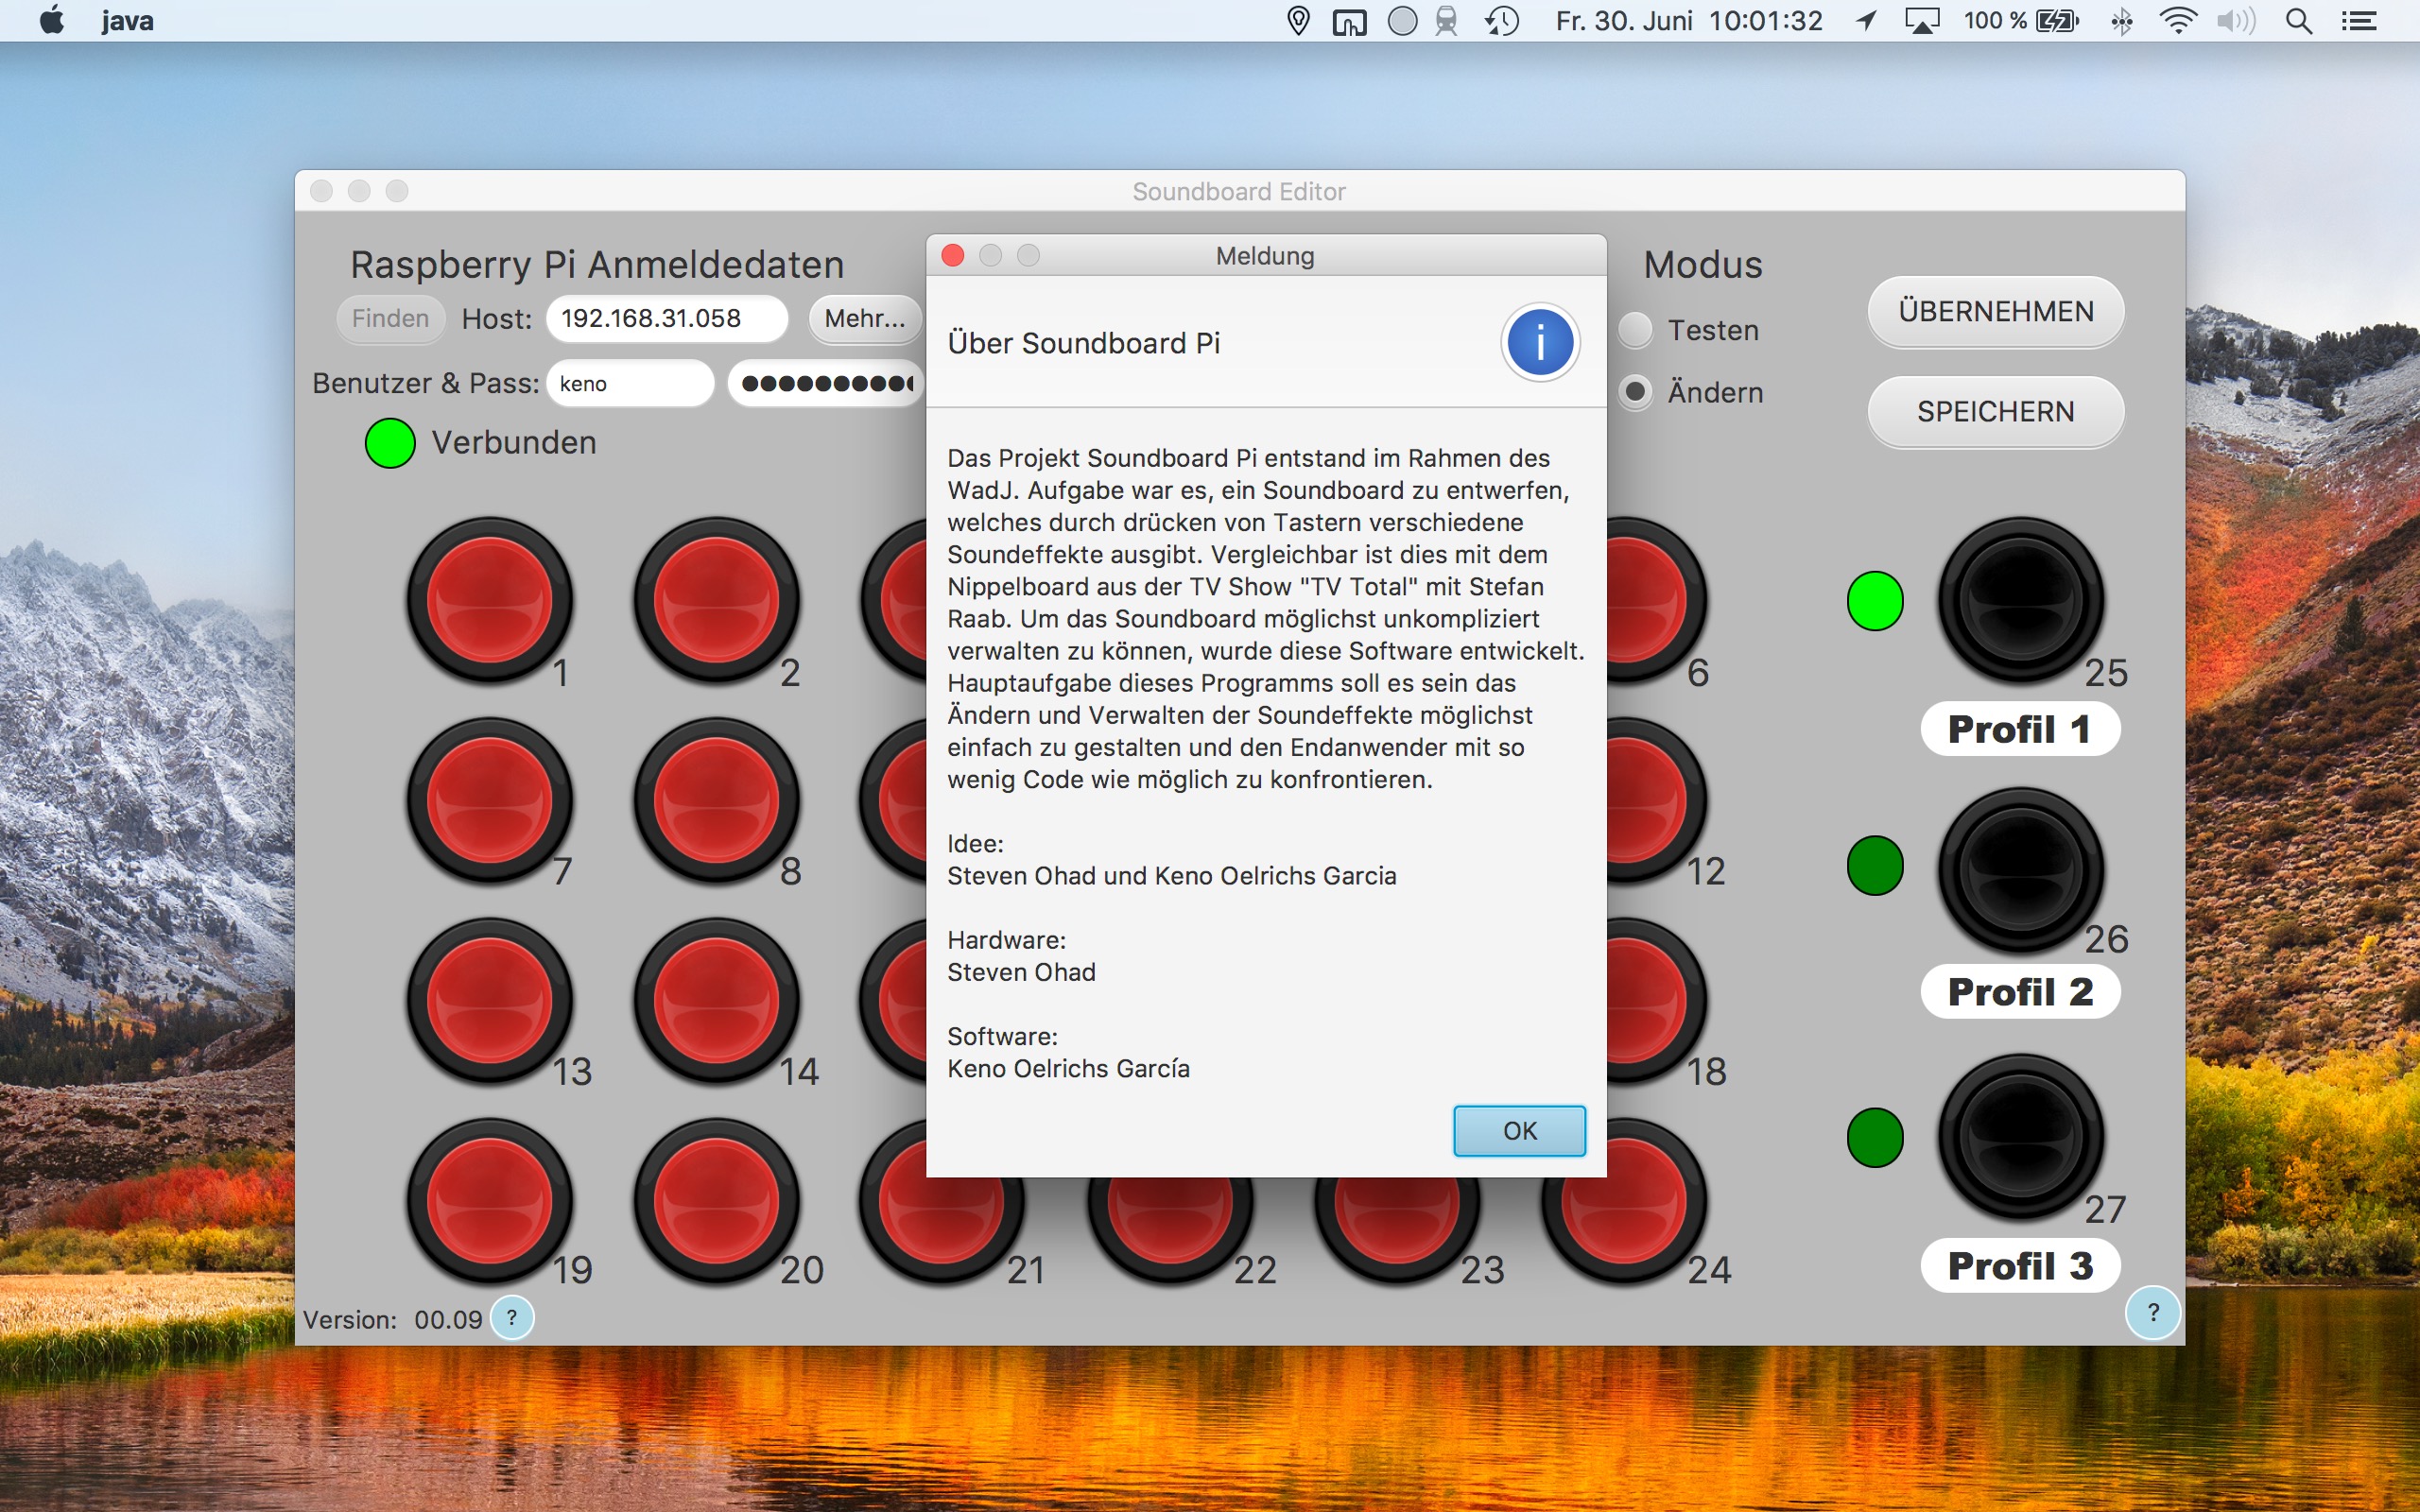 java
Fr. 30. Juni 10:01:32
100 %
Soundboard Editor
Raspberry Pi Anmeldedaten
Finden Host: 192.168.31.058 Mehr...
Benutzer & Pass: keno
Verbunden
Modus
Testen
Ändern
ÜBERNEHMEN
SPEICHERN
Meldung
Über Soundboard Pi
i
Das Projekt Soundboard Pi entstand im Rahmen des
WadJ. Aufgabe war es, ein Soundboard zu entwerfen,
welches durch drücken von Tastern verschiedene
Soundeffekte ausgibt. Vergleichbar ist dies mit dem
Nippelboard aus der TV Show "TV Total" mit Stefan
Raab. Um das Soundboard möglichst unkompliziert
verwalten zu können, wurde diese Software entwickelt.
Hauptaufgabe dieses Programms soll es sein das
Ändern und Verwalten der Soundeffekte möglichst
einfach zu gestalten und den Endanwender mit so
wenig Code wie möglich zu konfrontieren.
Idee:
Steven Ohad und Keno Oelrichs Garcia
Hardware:
Steven Ohad
Software:
Keno Oelrichs García
OK
1 2 6 25
Profil 1
7 8 12 26
Profil 2
13 14 18 27
Profil 3
19 20 21 22 23 24
Version: 00.09 ?
?